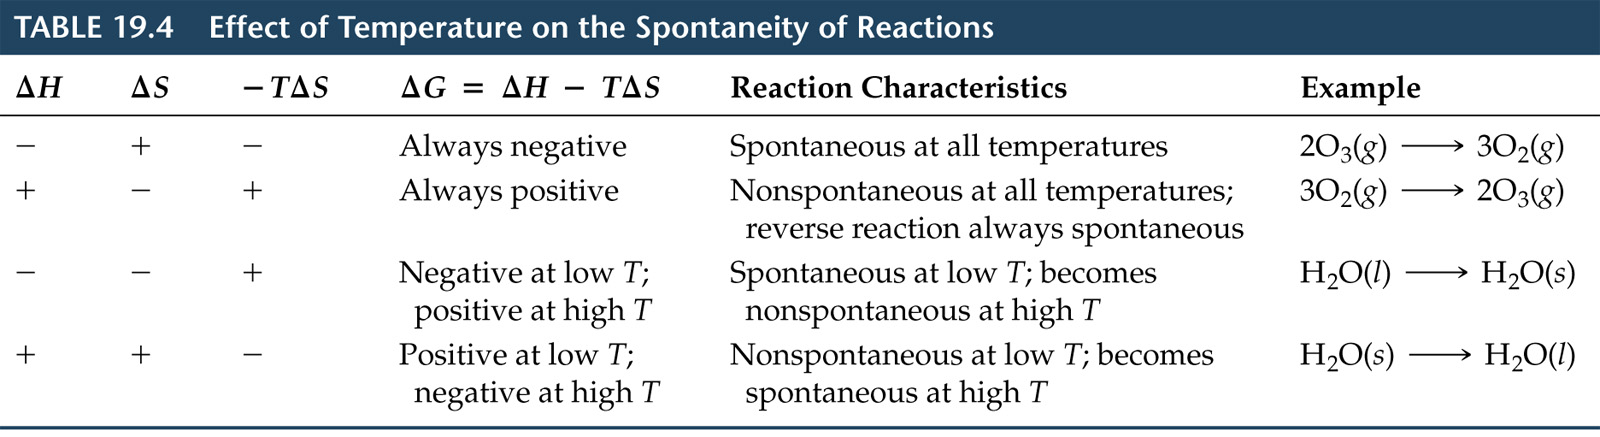 TABLE 19.4 Effect of Temperature on the Spontaneity of Reactions
ΔH ΔS −TΔS ΔG = ΔH − TΔS Reaction Characteristics Example
− + − Always negative Spontaneous at all temperatures 2O₃(g) ⟶ 3O₂(g)
+ − + Always positive Nonspontaneous at all temperatures; 3O₂(g) ⟶ 2O₃(g)
reverse reaction always spontaneous
− − + Negative at low T; Spontaneous at low T; becomes H₂O(l) ⟶ H₂O(s)
positive at high T nonspontaneous at high T
+ + − Positive at low T; Nonspontaneous at low T; becomes H₂O(s) ⟶ H₂O(l)
negative at high T spontaneous at high T